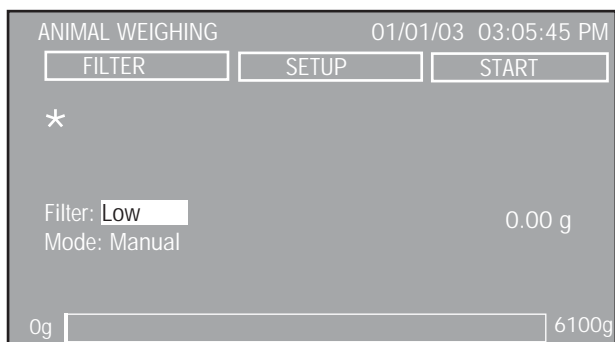 ANIMAL WEIGHING 01/01/03 03:05:45 PM
FILTER SETUP START
*
Filter: Low
0.00 g
Mode: Manual
0g 6100g